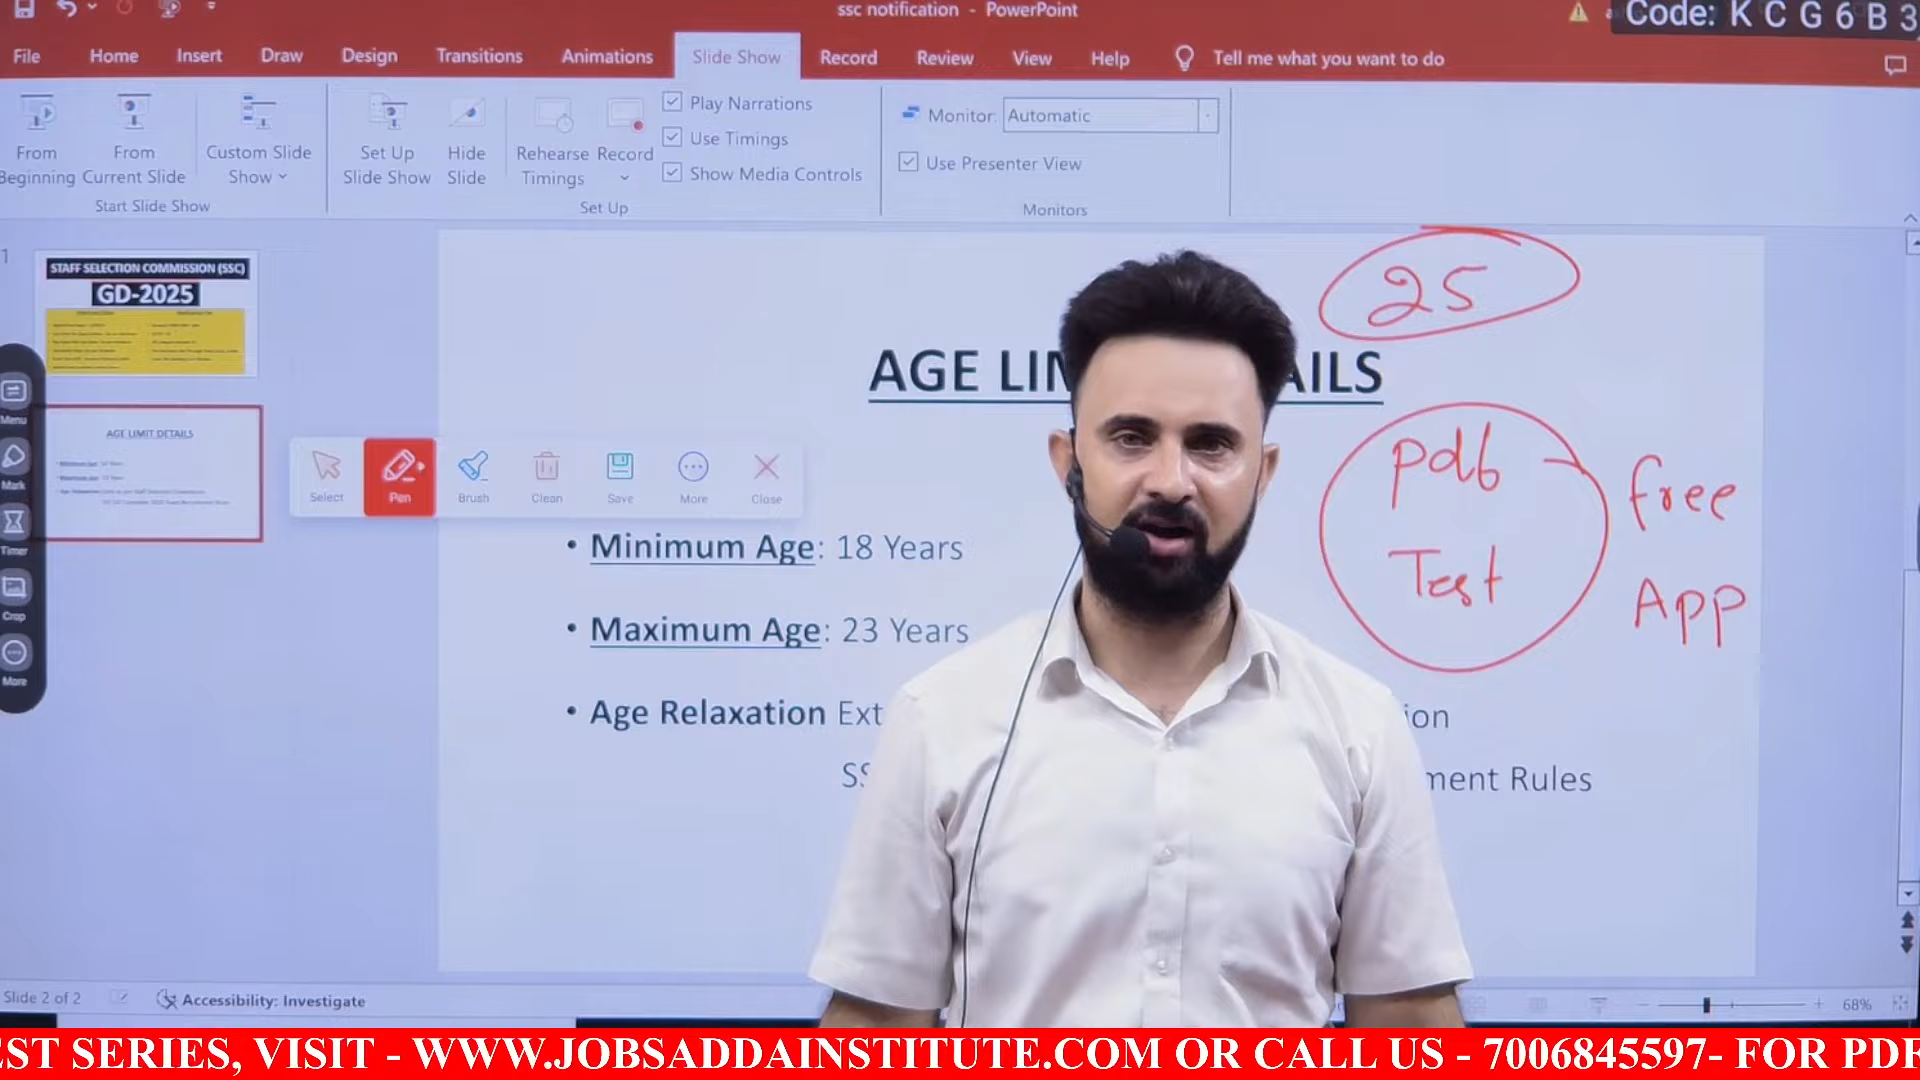 ssc notification - PowerPoint
Code: K C G 6 B 3
File Home Insert Draw Design Transitions Animations Slide Show Record Review View Help Tell me what you want to do
From Beginning
From Current Slide
Custom Slide Show
Start Slide Show
Set Up Slide Show
Hide Slide
Rehearse Timings
Record
Play Narrations
Use Timings
Show Media Controls
Set Up
Monitor: Automatic
Use Presenter View
Monitors
1
STAFF SELECTION COMMISSION (SSC)
GD-2025
AGE LIMIT DETAILS
Menu
Mark
Timer
Crop
More
Select Pen Brush Clean Save More Close
25
AGE LIM AILS
pdf
Test
free
App
• Minimum Age: 18 Years
• Maximum Age: 23 Years
• Age Relaxation Ext ion
SS ment Rules
Slide 2 of 2 Accessibility: Investigate 68%
EST SERIES, VISIT - WWW.JOBSADDAINSTITUTE.COM OR CALL US - 7006845597- FOR PDF